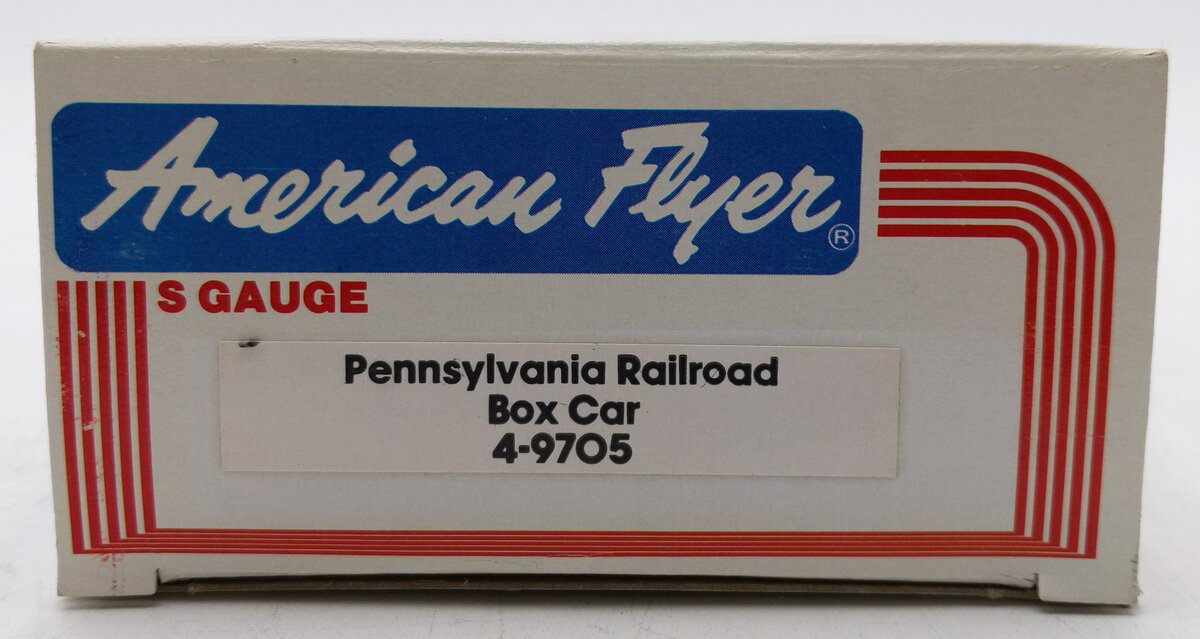 American Flyer®
S GAUGE
Pennsylvania Railroad
Box Car
4-9705